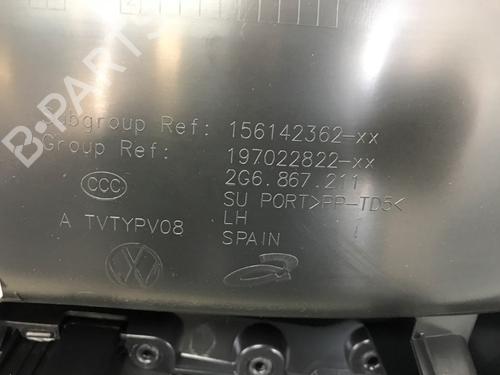 2
B-PARTS
Subgroup Ref: 156142362-xx
Group Ref: 197022822-xx
CCC 2G6.867.211
SU PORT>PP-TD5<
A TVTYPV08 LH
SPAIN